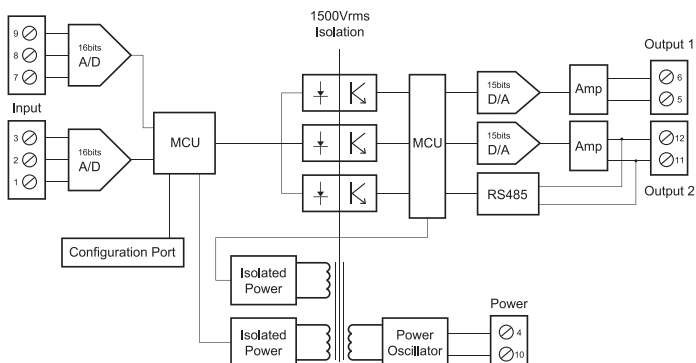 1500Vrms
Isolation
9
8
7
16bits
A/D
Input
3
2
1
16bits
A/D
MCU
MCU
15bits
D/A
Amp
Output 1
6
5
15bits
D/A
Amp
12
11
Output 2
RS485
Configuration Port
Isolated
Power
Isolated
Power
Power
Oscillator
Power
4
10